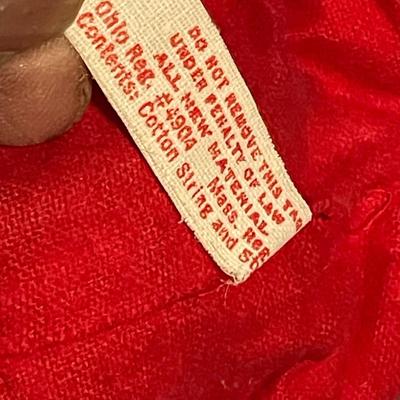 DO NOT REMOVE THIS TAG
UNDER PENALTY OF LAW
ALL NEW MATERIAL
Ohio Reg. #4904 Mass. Reg
Contents: Cotton String and